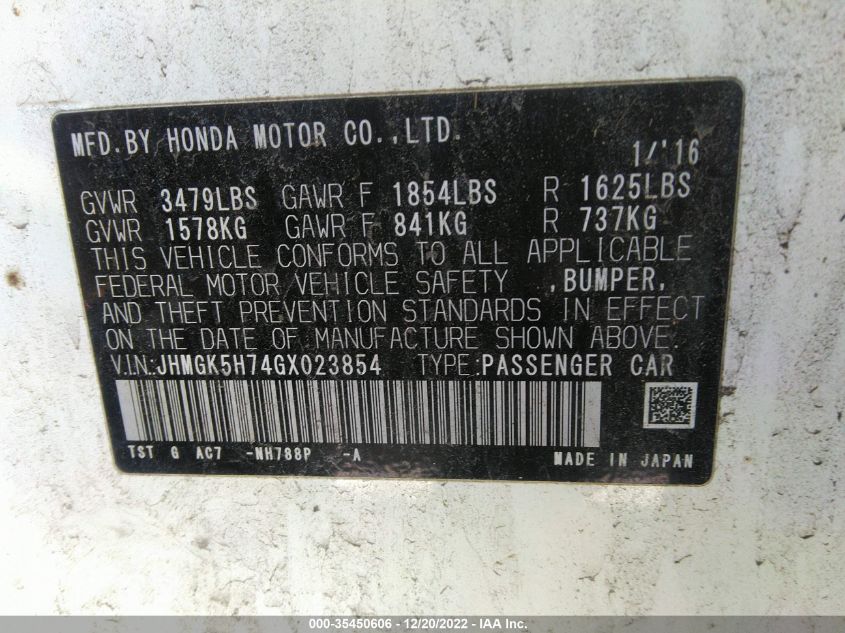 MFD.BY HONDA MOTOR CO.,LTD. 1/'16
GVWR 3479LBS GAWR F 1854LBS R 1625LBS
GVWR 1578KG GAWR F 841KG R 737KG
THIS VEHICLE CONFORMS TO ALL APPLICABLE
FEDERAL MOTOR VEHICLE SAFETY ,BUMPER,
AND THEFT PREVENTION STANDARDS IN EFFECT
ON THE DATE OF MANUFACTURE SHOWN ABOVE.
V.I.N.:JHMGK5H74GX023854 TYPE:PASSENGER CAR
TST G AC7 -NH788P -A MADE IN JAPAN
000-35450606 - 12/20/2022 - IAA Inc.